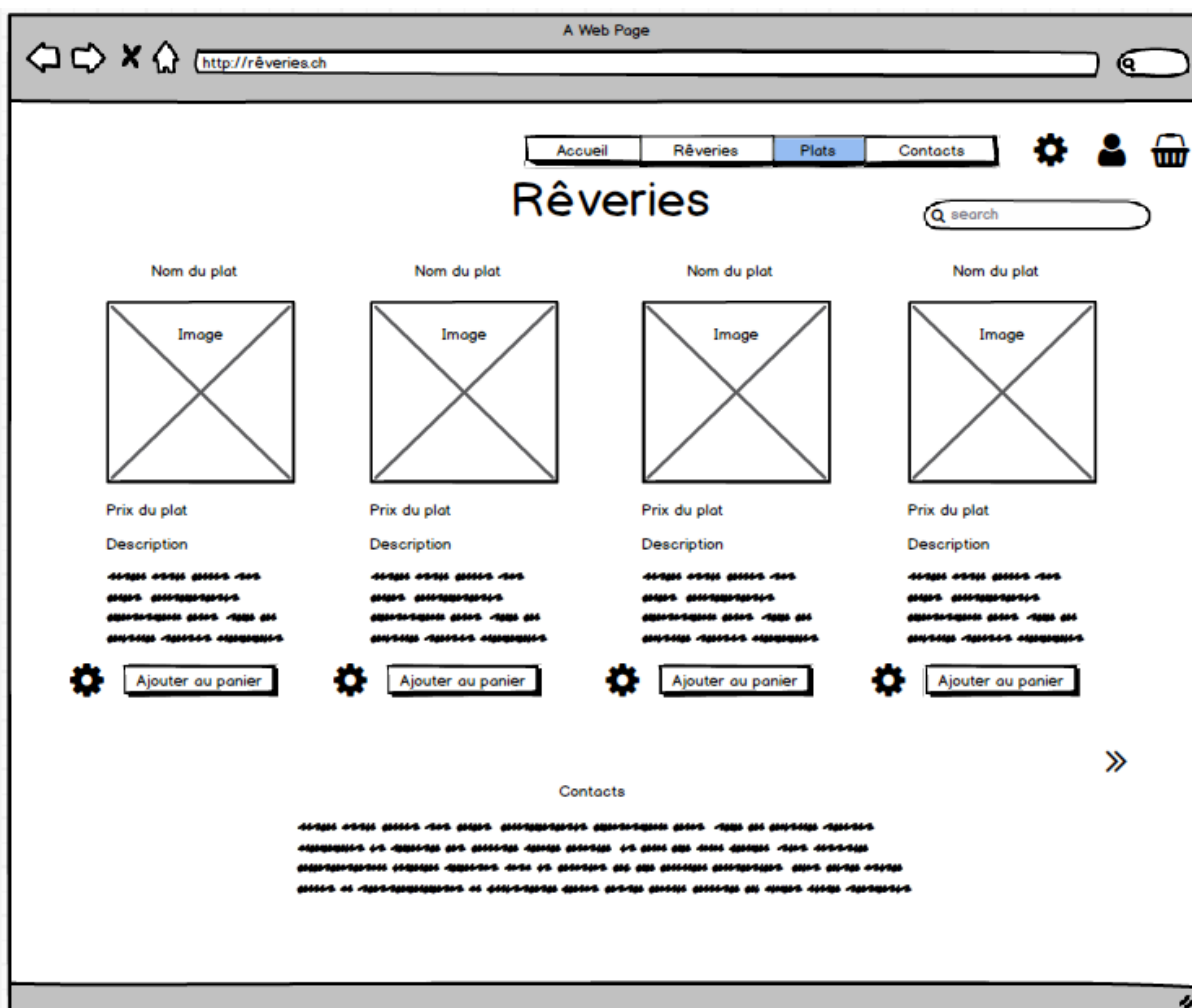 A Web Page
http://rêveries.ch
Accueil Rêveries Plats Contacts
Rêveries
search
Nom du plat Nom du plat Nom du plat Nom du plat
Image Image Image Image
Prix du plat Prix du plat Prix du plat Prix du plat
Description Description Description Description
Ajouter au panier Ajouter au panier Ajouter au panier Ajouter au panier
Contacts